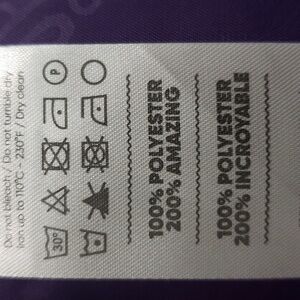 Do not bleach / Do not tumble dry
Iron up to 110°C - 230°F / Dry clean
P
30°
100% POLYESTER
200% AMAZING
100% POLYESTER
200% INCROYABLE